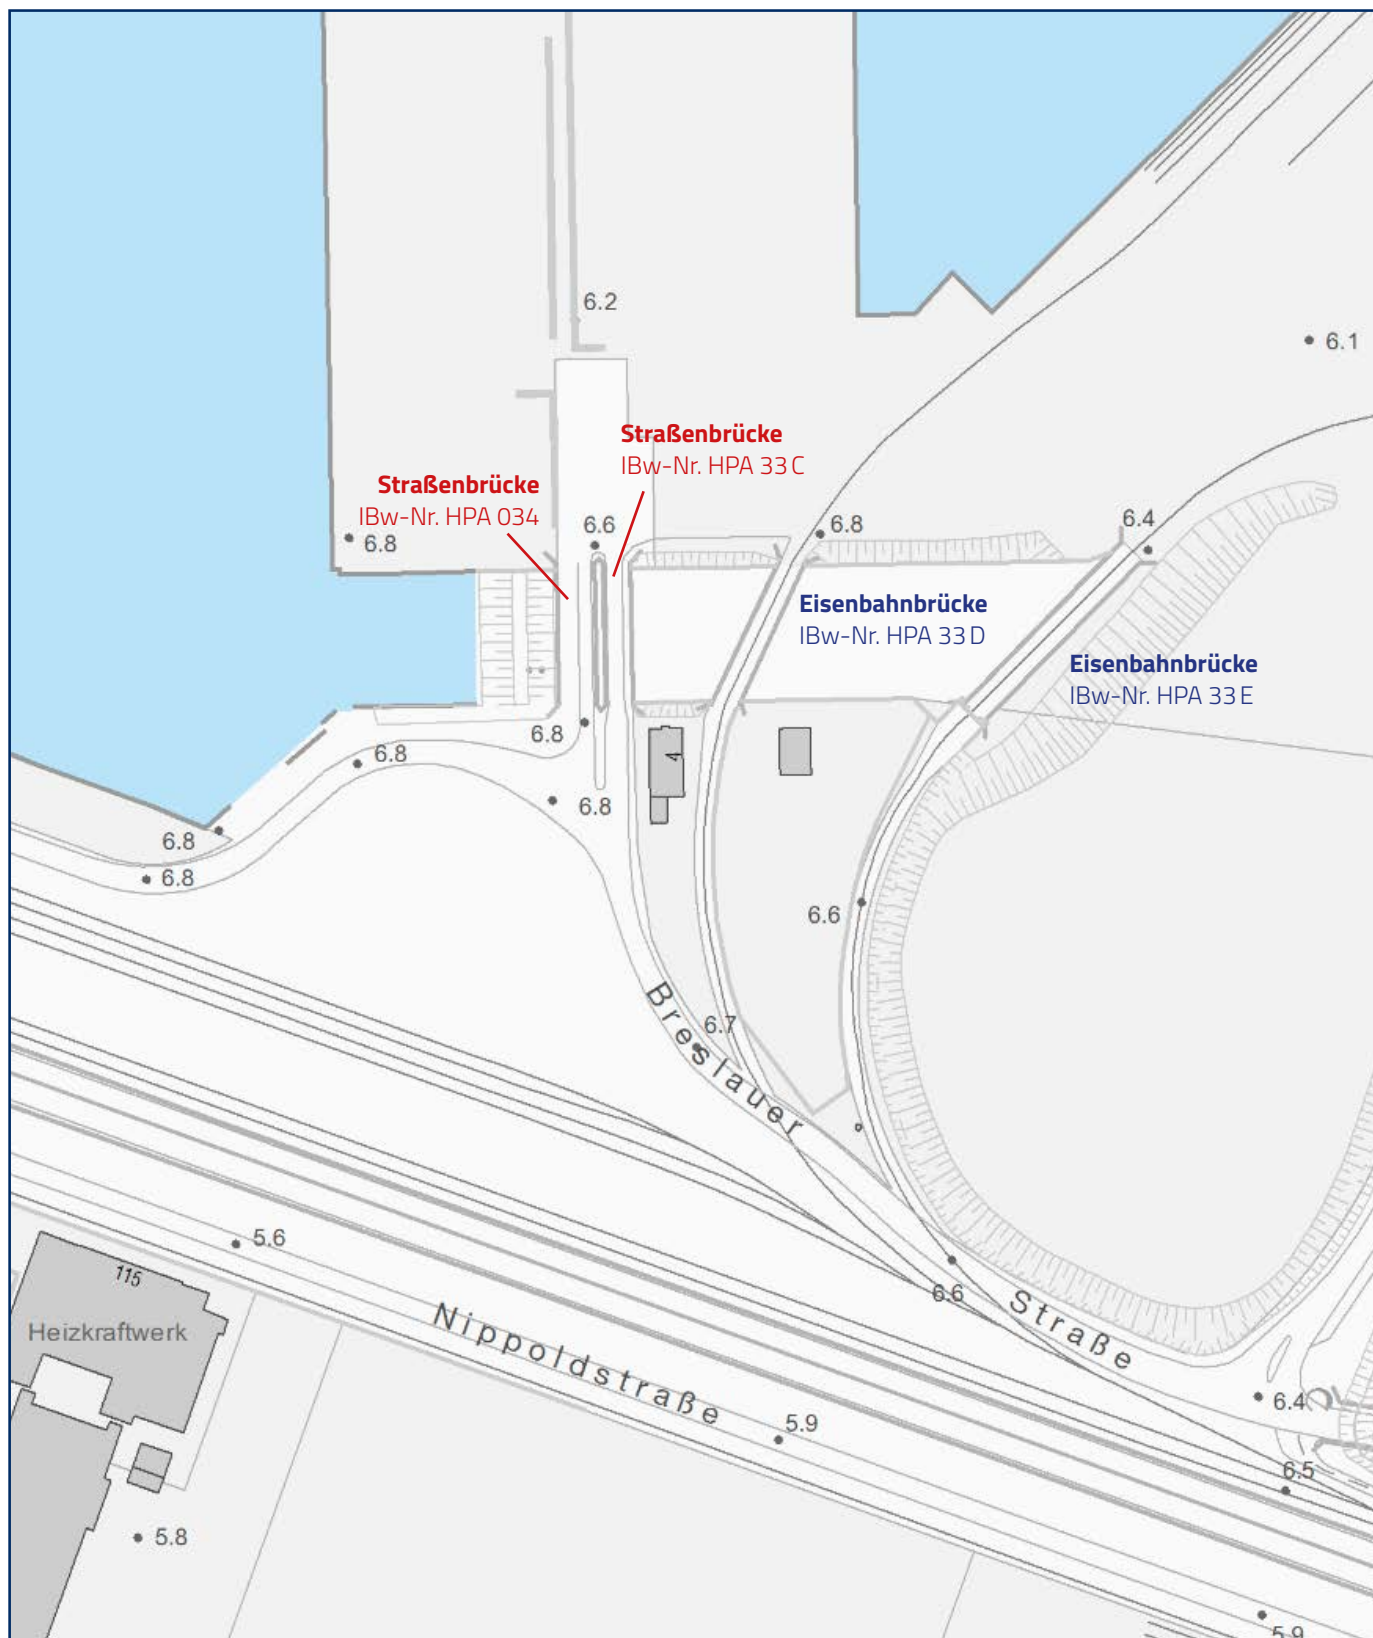 6.2
6.1
Straßenbrücke
IBw-Nr. HPA 33 C
Straßenbrücke
IBw-Nr. HPA 034
6.6
6.8
6.8
6.4
Eisenbahnbrücke
IBw-Nr. HPA 33 D
Eisenbahnbrücke
IBw-Nr. HPA 33 E
6.8
6.8
4
6.8
6.8
6.8
6.6
6.7
Breslauer Straße
5.6
115
Heizkraftwerk
6.6
Nippoldstraße
6.4
5.9
6.5
5.8
5.9